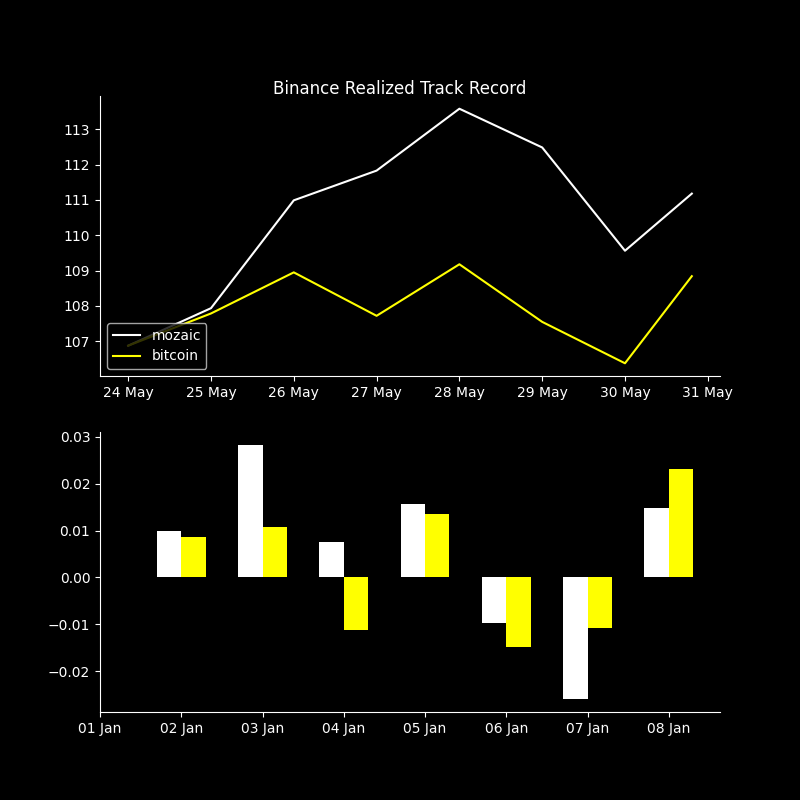 Binance Realized Track Record
113
112
111
110
109
108
107
mozaic
bitcoin
24 May 25 May 26 May 27 May 28 May 29 May 30 May 31 May
0.03
0.02
0.01
0.00
−0.01
−0.02
01 Jan 02 Jan 03 Jan 04 Jan 05 Jan 06 Jan 07 Jan 08 Jan